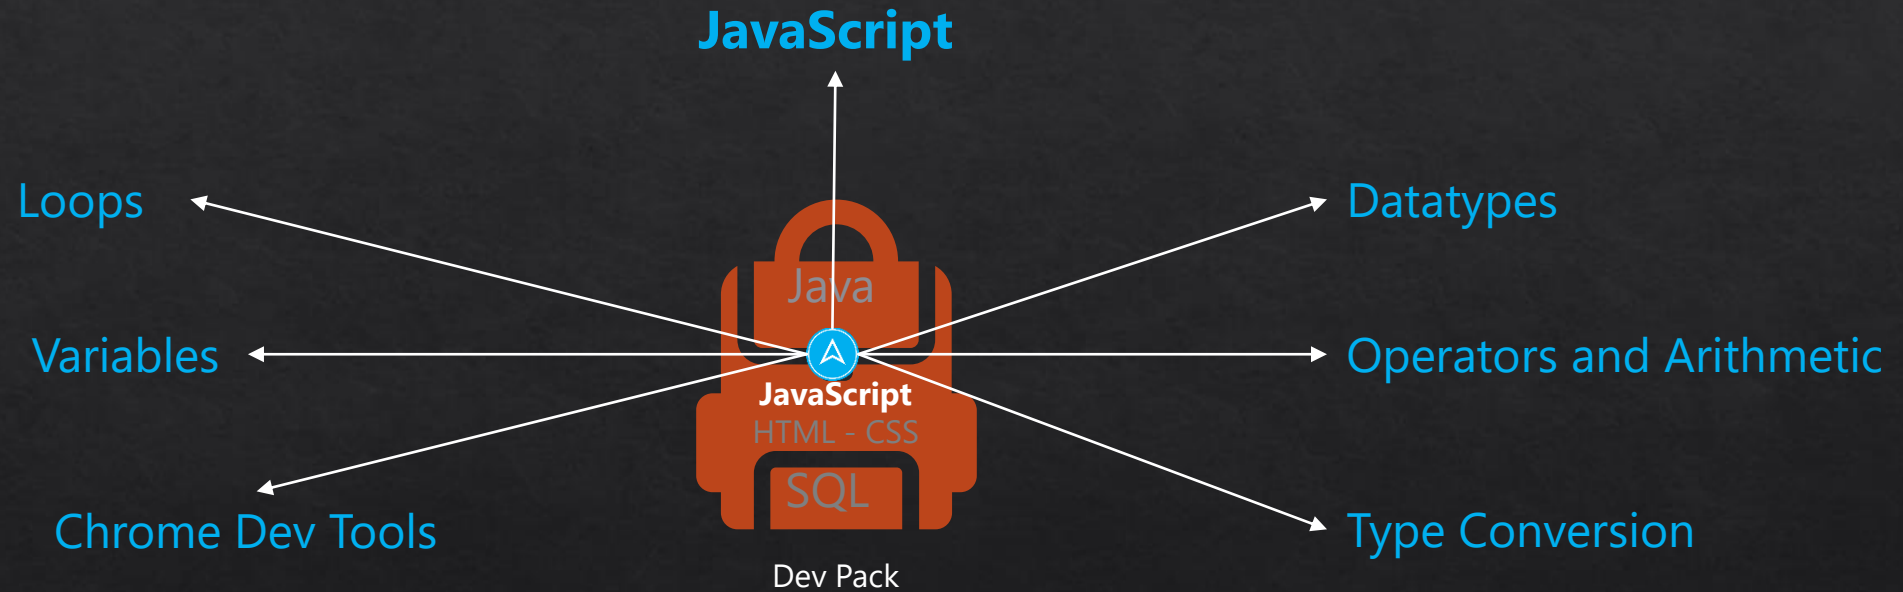 JavaScript
Loops
Datatypes
Java
Variables
Operators and Arithmetic
JavaScript
HTML - CSS
SQL
Chrome Dev Tools
Type Conversion
Dev Pack